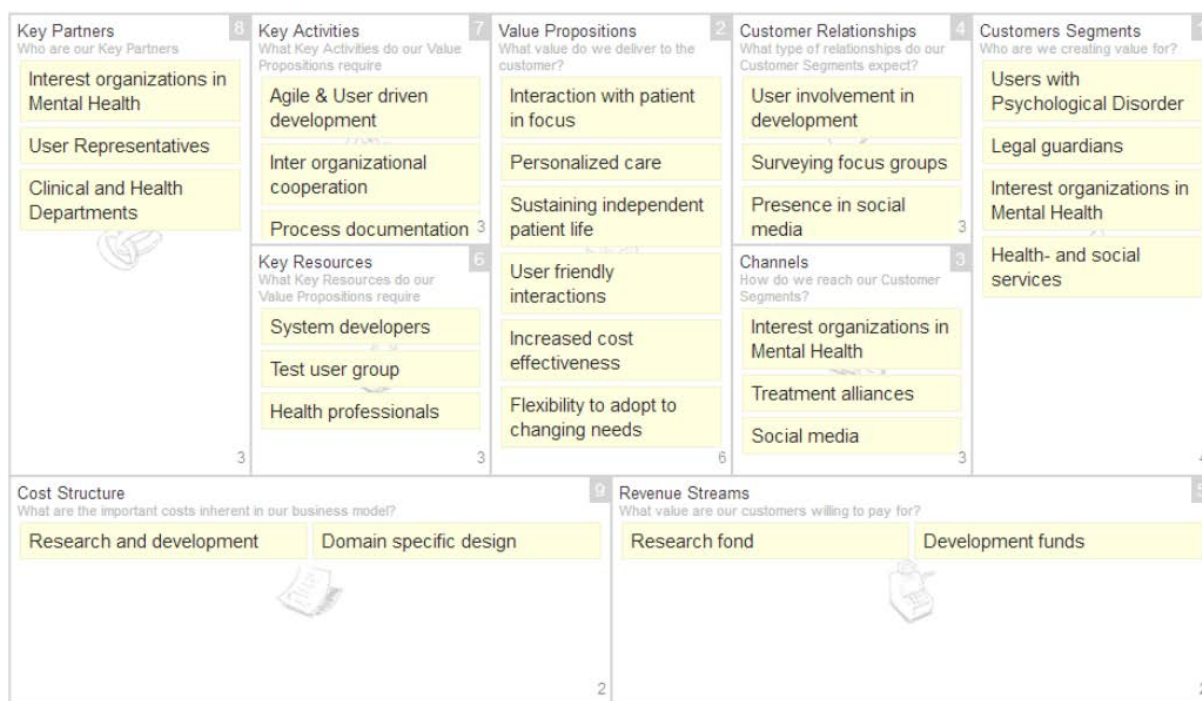 Key Partners
8
Who are our Key Partners
Interest organizations in
Mental Health
User Representatives
Clinical and Health
Departments
3
Key Activities
7
What Key Activities do our Value
Propositions require
Agile & User driven
development
Inter organizational
cooperation
Process documentation
3
Key Resources
6
What Key Resources do our
Value Propositions require
System developers
Test user group
Health professionals
3
Value Propositions
2
What value do we deliver to the
customer?
Interaction with patient
in focus
Personalized care
Sustaining independent
patient life
User friendly
interactions
Increased cost
effectiveness
Flexibility to adopt to
changing needs
6
Customer Relationships
4
What type of relationships do our
Customer Segments expect?
User involvement in
development
Surveying focus groups
Presence in social
media
3
Channels
3
How do we reach our Customer
Segments?
Interest organizations in
Mental Health
Treatment alliances
Social media
3
Customers Segments
Who are we creating value for?
Users with
Psychological Disorder
Legal guardians
Interest organizations in
Mental Health
Health- and social
services
Cost Structure
9
What are the important costs inherent in our business model?
Research and development
Domain specific design
2
Revenue Streams
5
What value are our customers willing to pay for?
Research fond
Development funds